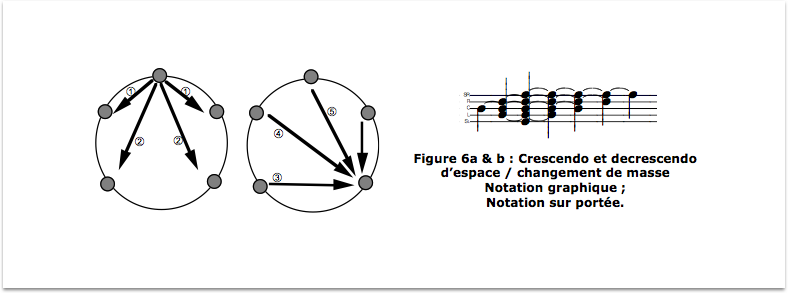 ① ①
② ②
⑤
④
③
Figure 6a & b : Crescendo et decrescendo
d’espace / changement de masse
Notation graphique ;
Notation sur portée.